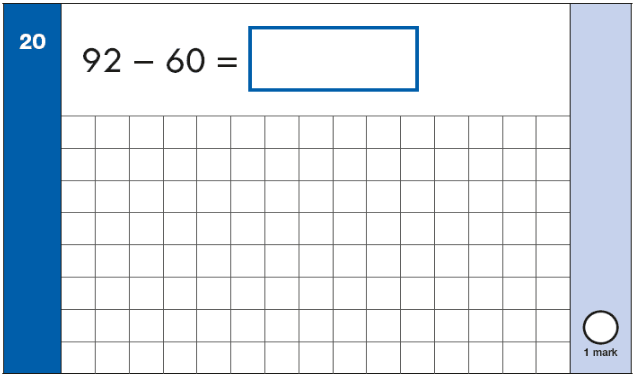 20
92 – 60 =
1 mark